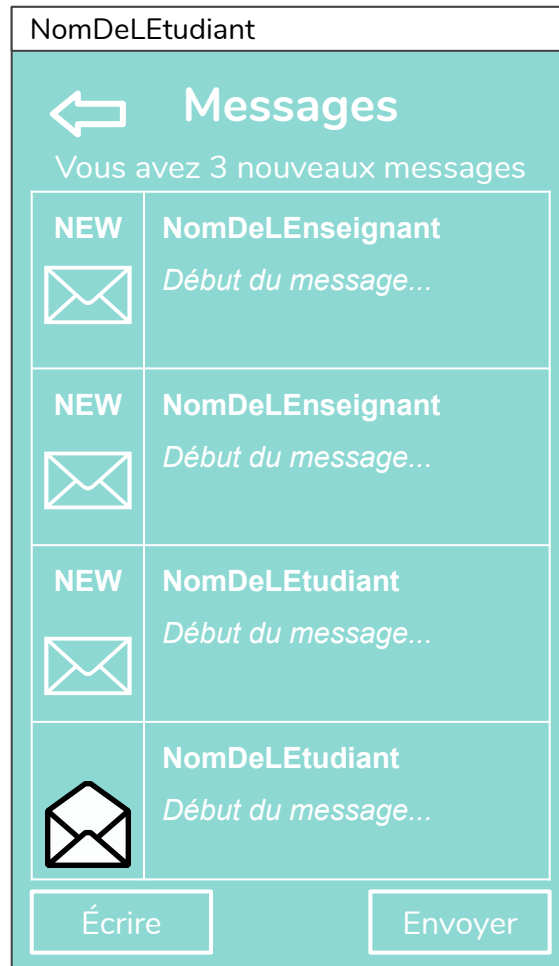 NomDeLEtudiant
Messages
Vous avez 3 nouveaux messages
NEW
NomDeLEnseignant
Début du message...
NEW
NomDeLEnseignant
Début du message...
NEW
NomDeLEtudiant
Début du message...
NomDeLEtudiant
Début du message...
Écrire
Envoyer